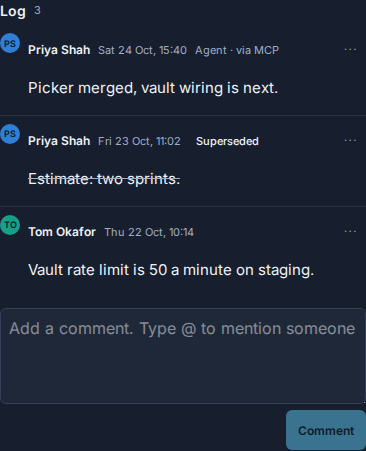 Log 3
PS Priya Shah Sat 24 Oct, 15:40 Agent · via MCP ...
Picker merged, vault wiring is next.
PS Priya Shah Fri 23 Oct, 11:02 Superseded ...
Estimate: two sprints.
TO Tom Okafor Thu 22 Oct, 10:14 ...
Vault rate limit is 50 a minute on staging.
Add a comment. Type @ to mention someone
Comment